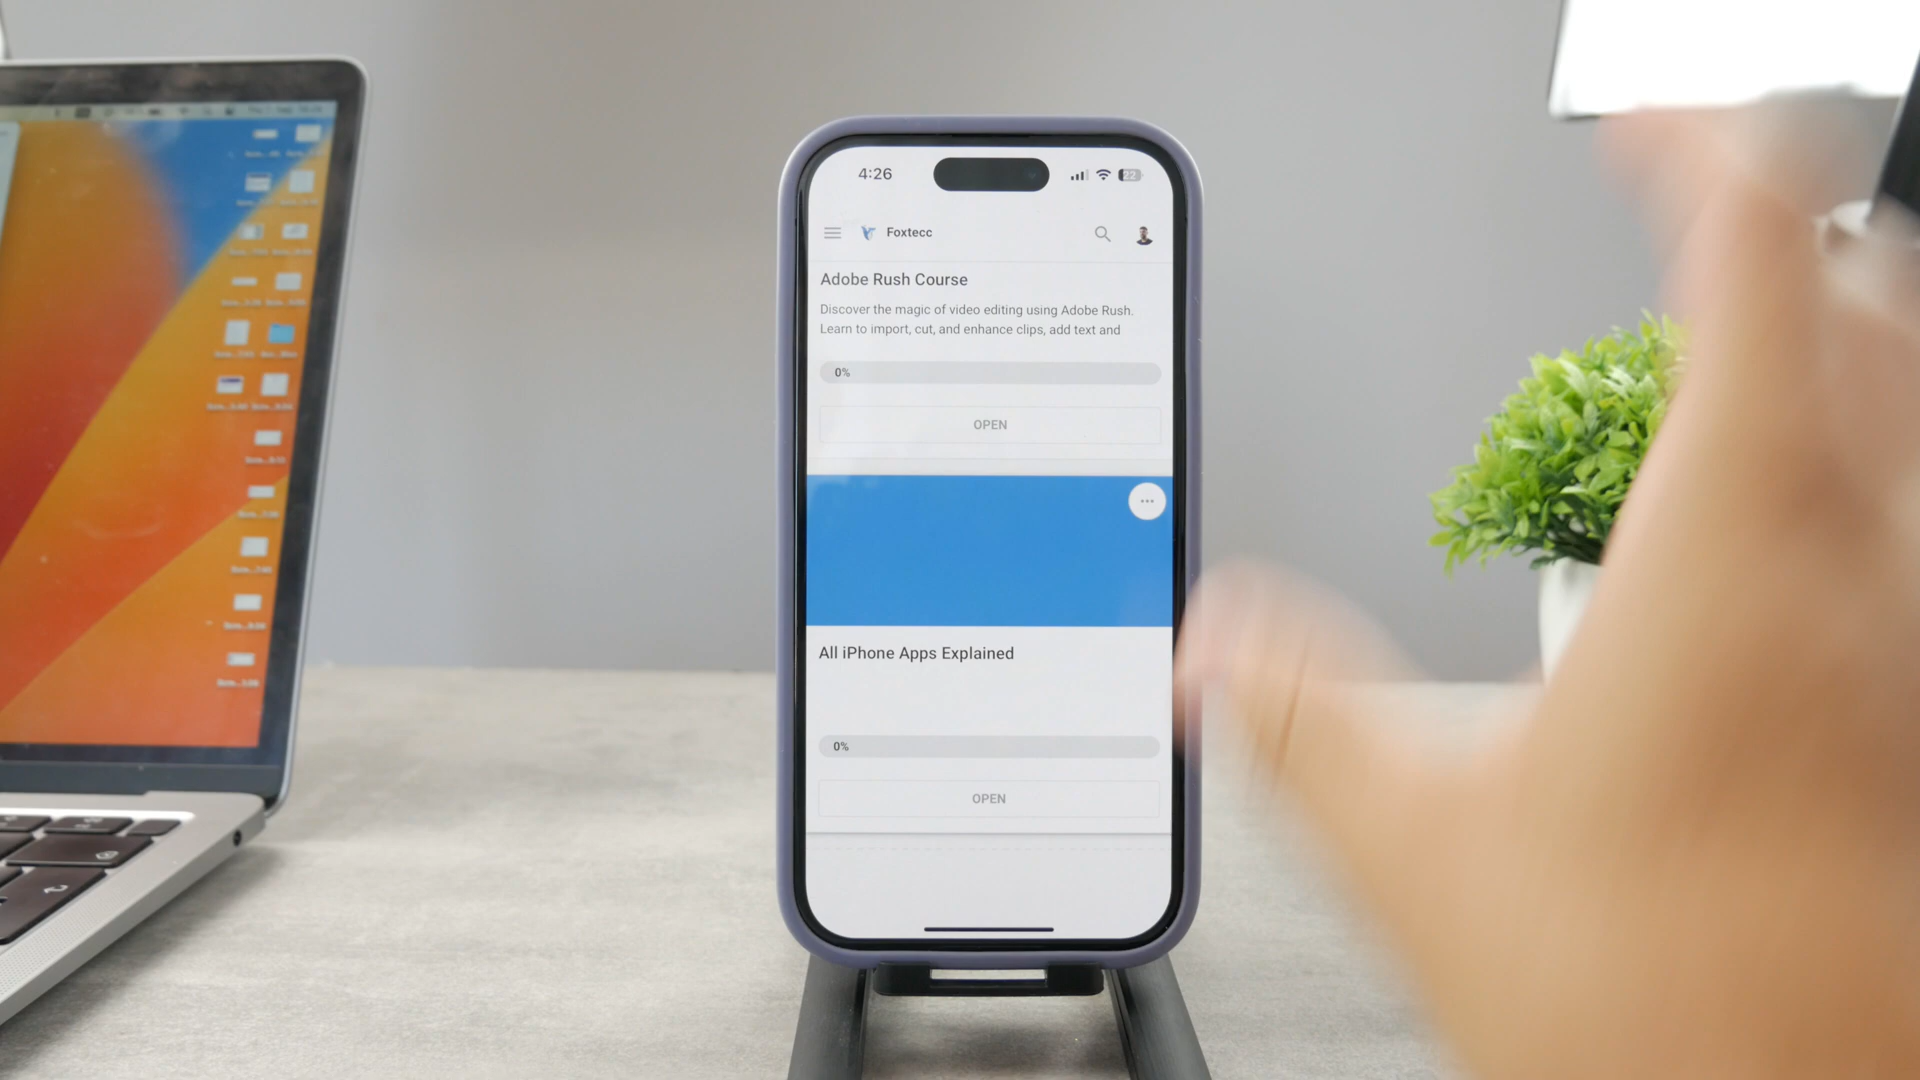 4:26
22
Foxtecc
Adobe Rush Course
Discover the magic of video editing using Adobe Rush.
Learn to import, cut, and enhance clips, add text and
0%
OPEN
All iPhone Apps Explained
0%
OPEN